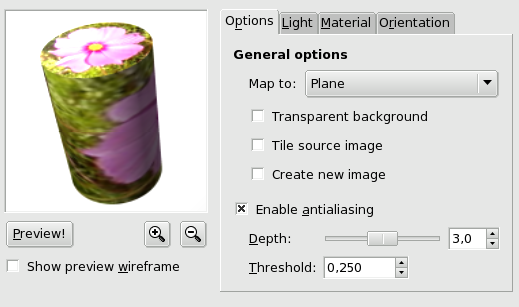 Options Light Material Orientation
General options
Map to: Plane
Transparent background
Tile source image
Create new image
Enable antialiasing
Preview!
Depth: 3,0
Show preview wireframe
Threshold: 0,250